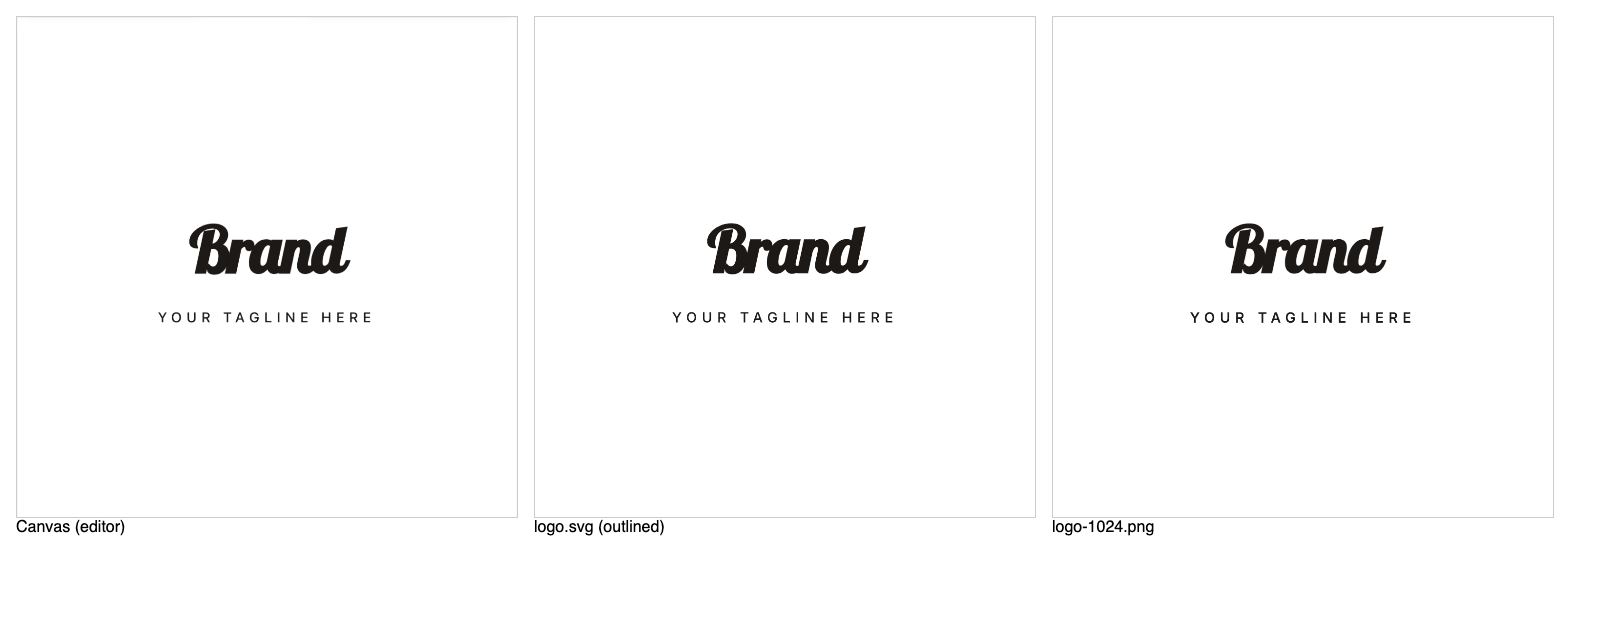 Brand
YOUR TAGLINE HERE
Canvas (editor)
Brand
YOUR TAGLINE HERE
logo.svg (outlined)
Brand
YOUR TAGLINE HERE
logo-1024.png